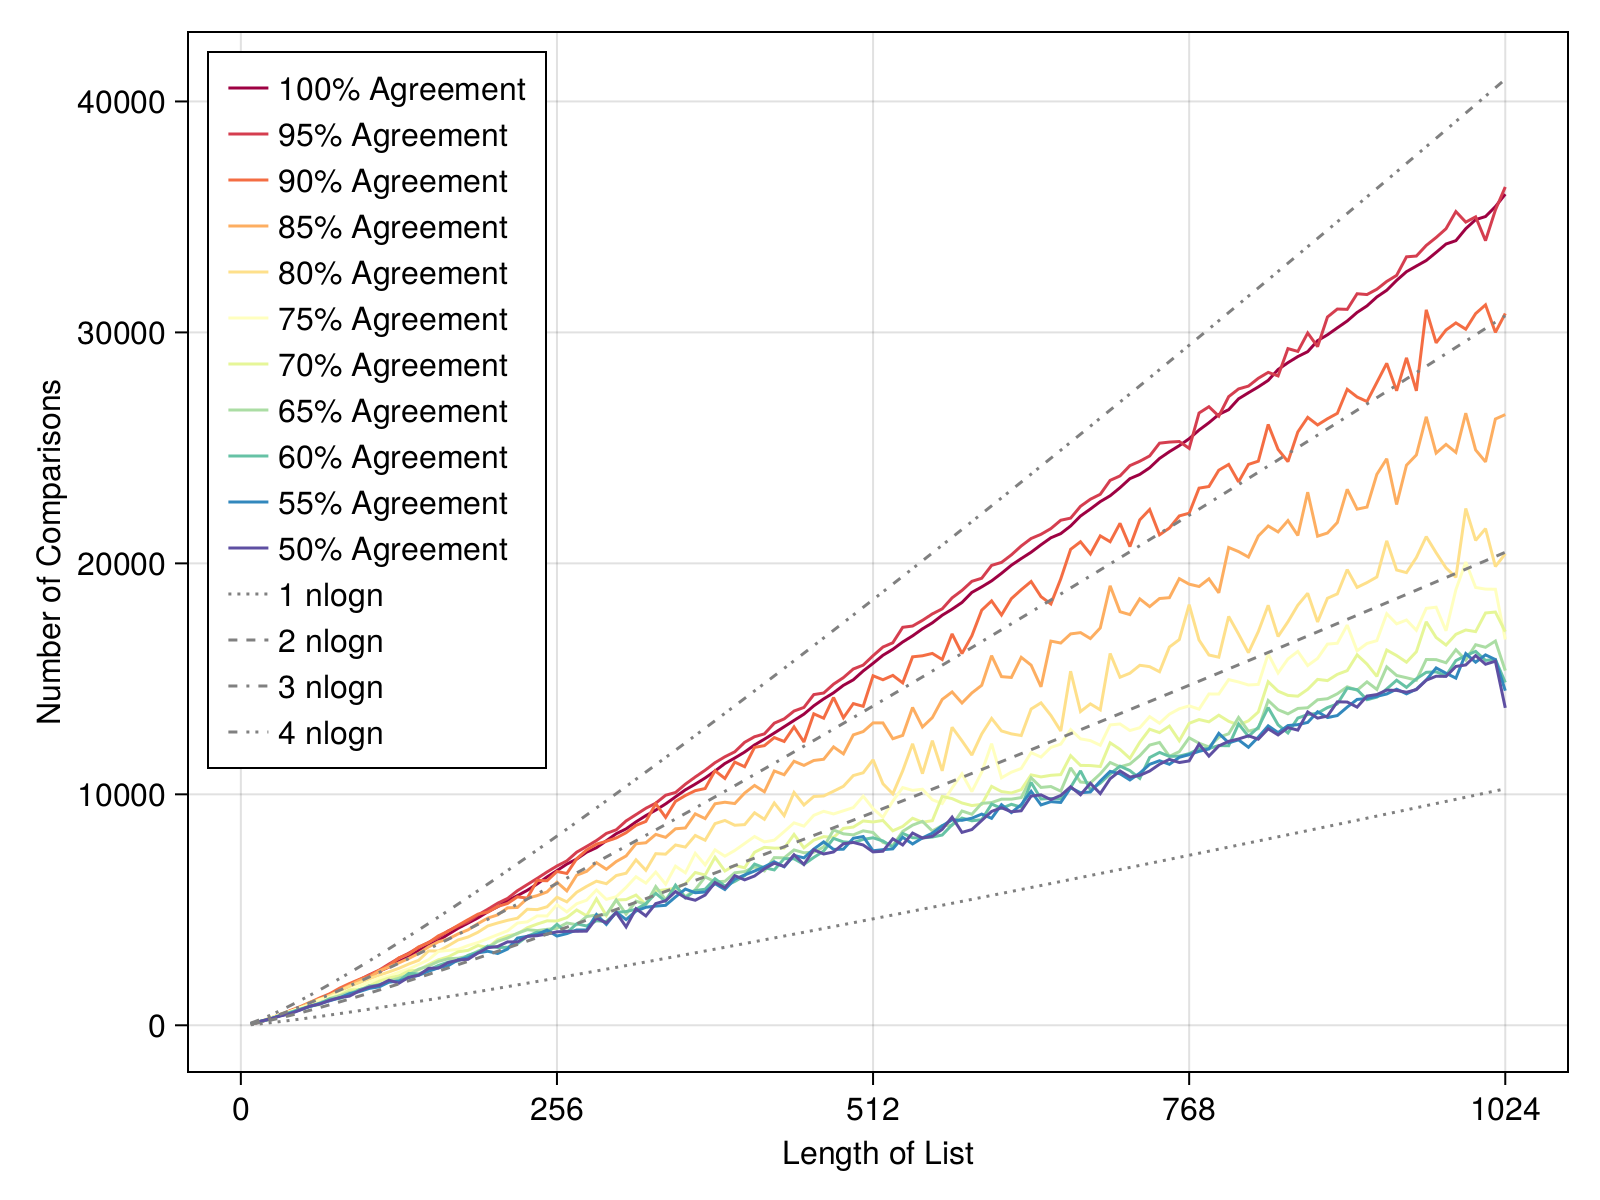 100% Agreement
95% Agreement
90% Agreement
85% Agreement
80% Agreement
75% Agreement
70% Agreement
65% Agreement
60% Agreement
55% Agreement
50% Agreement
1 nlogn
2 nlogn
3 nlogn
4 nlogn
40000
30000
20000
10000
0
Number of Comparisons
0 256 512 768 1024
Length of List